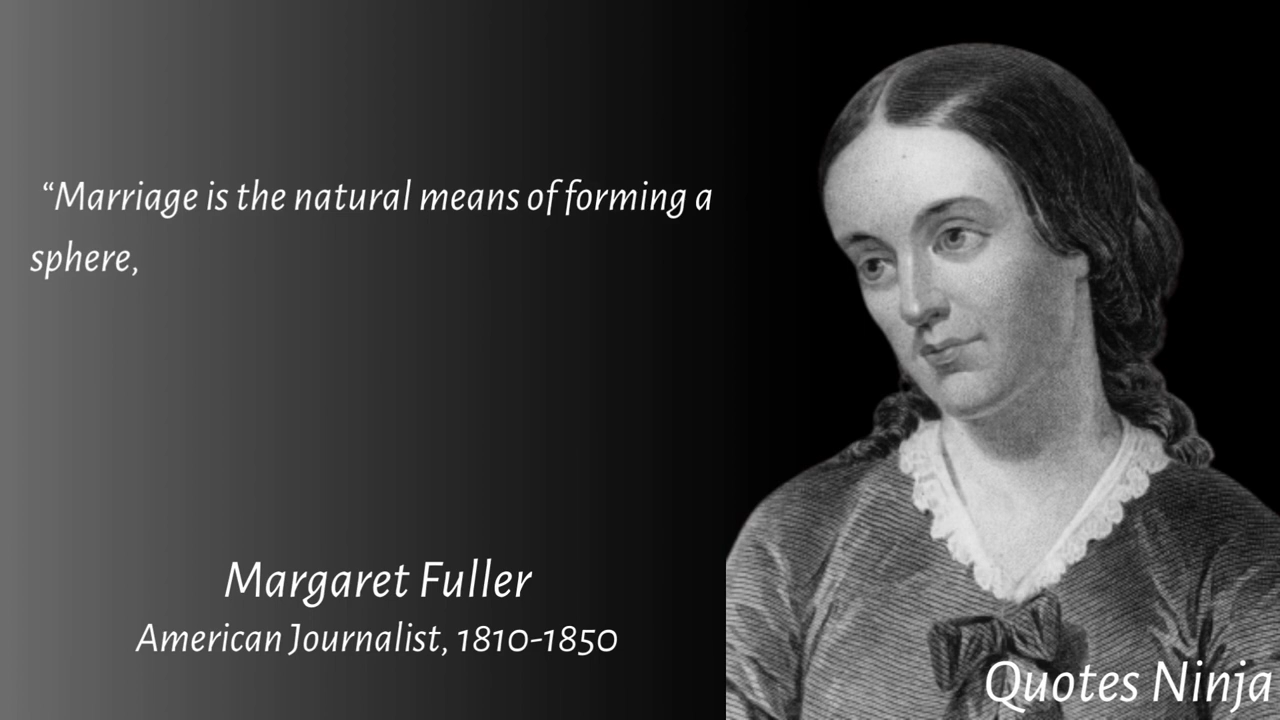 “Marriage is the natural means of forming a
sphere,
Margaret Fuller
American Journalist, 1810-1850
Quotes Ninja